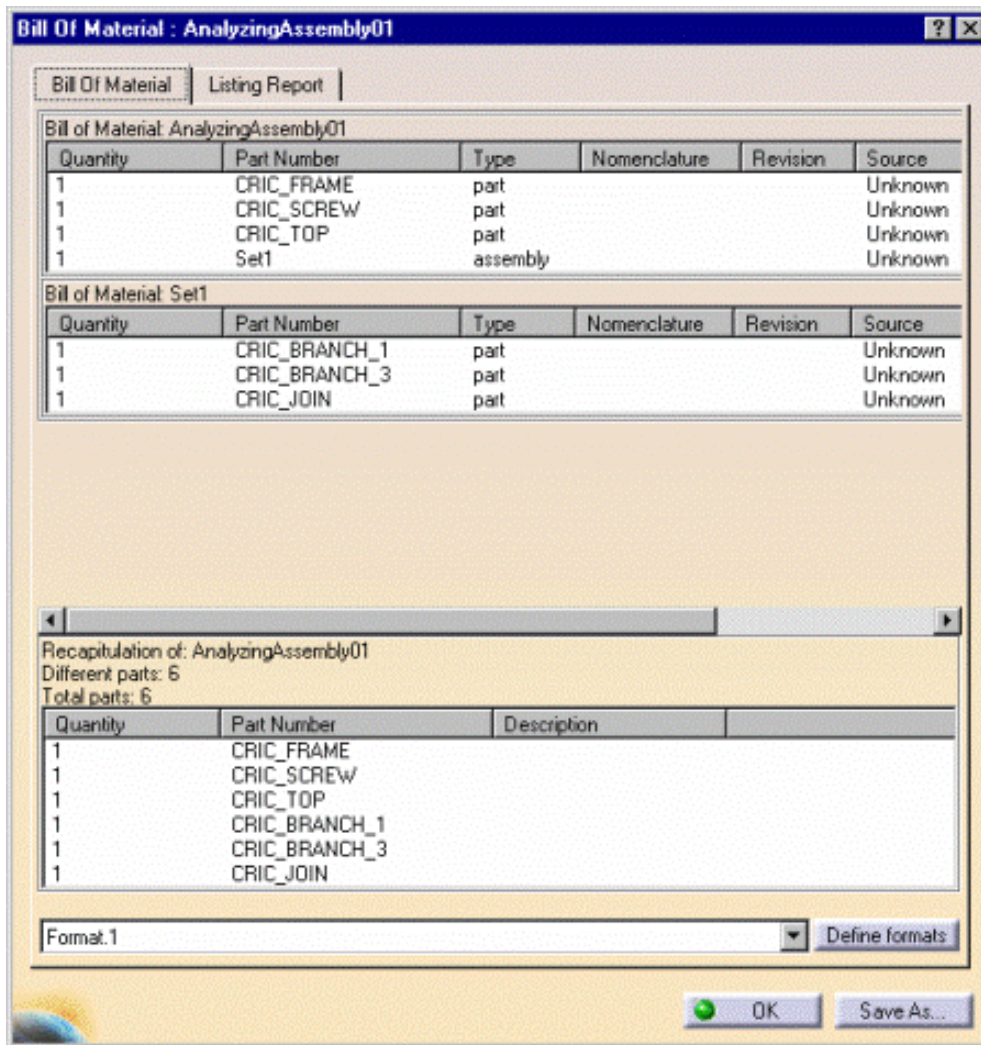 Bill Of Material : AnalyzingAssembly01
Bill Of Material Listing Report
Bill of Material: AnalyzingAssembly01
Quantity Part Number Type Nomenclature Revision Source
1 CRIC_FRAME part Unknown
1 CRIC_SCREW part Unknown
1 CRIC_TOP part Unknown
1 Set1 assembly Unknown
Bill of Material: Set1
Quantity Part Number Type Nomenclature Revision Source
1 CRIC_BRANCH_1 part Unknown
1 CRIC_BRANCH_3 part Unknown
1 CRIC_JOIN part Unknown
Recapitulation of: AnalyzingAssembly01
Different parts: 6
Total parts: 6
Quantity Part Number Description
1 CRIC_FRAME
1 CRIC_SCREW
1 CRIC_TOP
1 CRIC_BRANCH_1
1 CRIC_BRANCH_3
1 CRIC_JOIN
Format.1 Define formats
OK Save As...